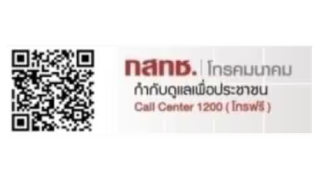 กสทช. | โทรคมนาคม
กำกับดูแลเพื่อประชาชน
Call Center 1200 ( โทรฟรี )